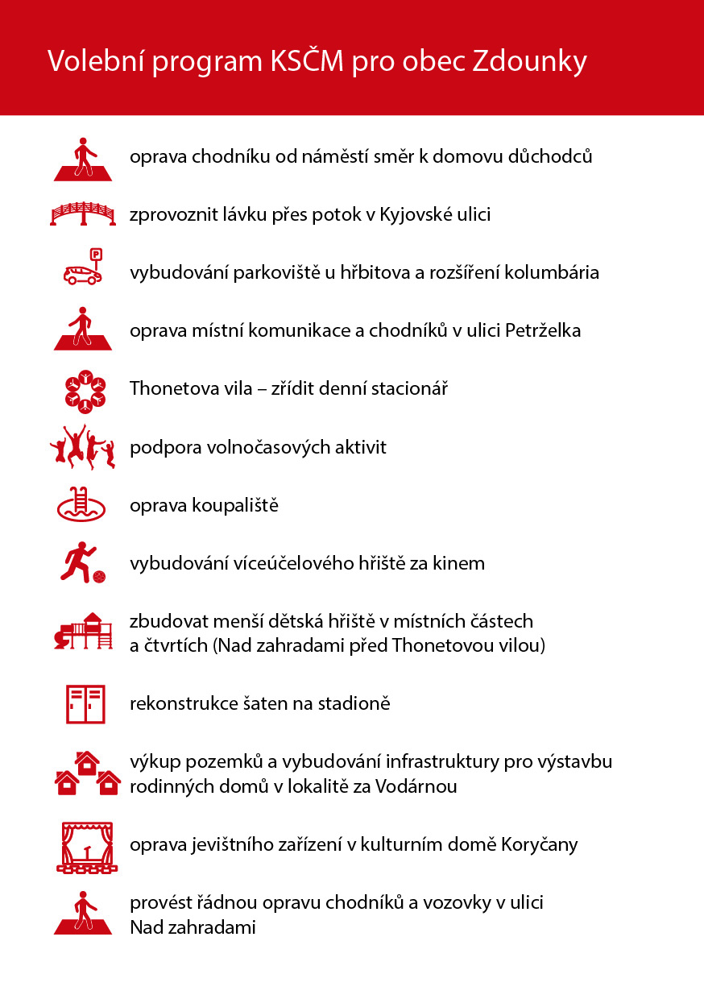 Volební program KSČM pro obec Zdounky
oprava chodníku od náměstí směr k domovu důchodců
zprovoznit lávku přes potok v Kyjovské ulici
P
vybudování parkoviště u hřbitova a rozšíření kolumbária
oprava místní komunikace a chodníků v ulici Petrželka
Thonetova vila – zřídit denní stacionář
podpora volnočasových aktivit
oprava koupaliště
vybudování víceúčelového hřiště za kinem
zbudovat menší dětská hřiště v místních částech
a čtvrtích (Nad zahradami před Thonetovou vilou)
rekonstrukce šaten na stadioně
výkup pozemků a vybudování infrastruktury pro výstavbu
rodinných domů v lokalitě za Vodárnou
oprava jevištního zařízení v kulturním domě Koryčany
provést řádnou opravu chodníků a vozovky v ulici
Nad zahradami